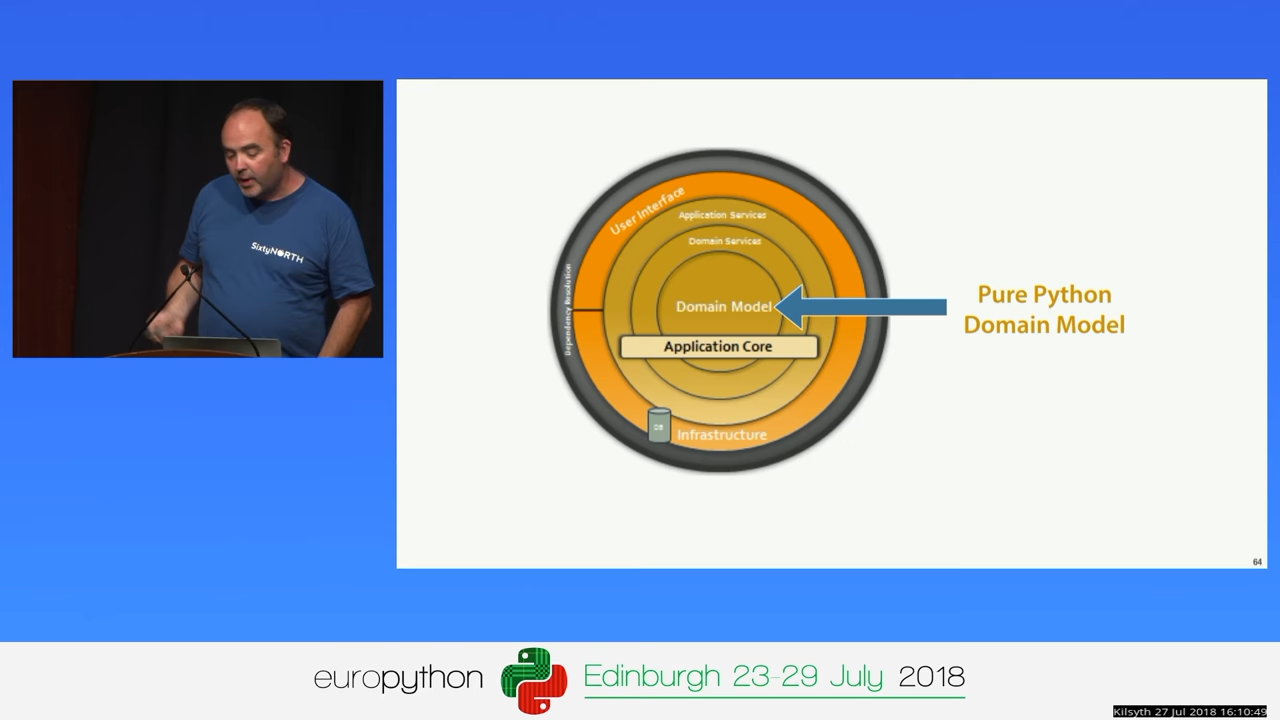 SixtyNORTH
User Interface
Application Services
Domain Services
Dependency Resolution
Domain Model
Application Core
DB
Infrastructure
Pure Python
Domain Model
64
europython
Edinburgh 23-29 July 2018
Kilsyth 27 Jul 2018 16:10:49